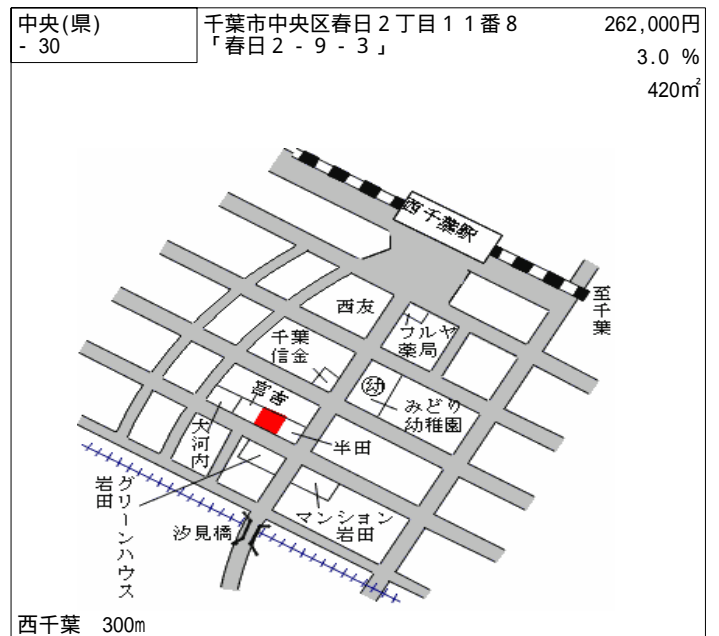 中央(県)
- 30
千葉市中央区春日２丁目１１番８
「春日２-９-３」
262,000円
3.0 %
420㎡
西千葉駅
至千葉
西友
フルヤ
薬局
千葉
信金
幼
みどり
幼稚園
宮吉
大河内
半田
グリーンハウス
岩田
マンション
岩田
汐見橋
西千葉 300m